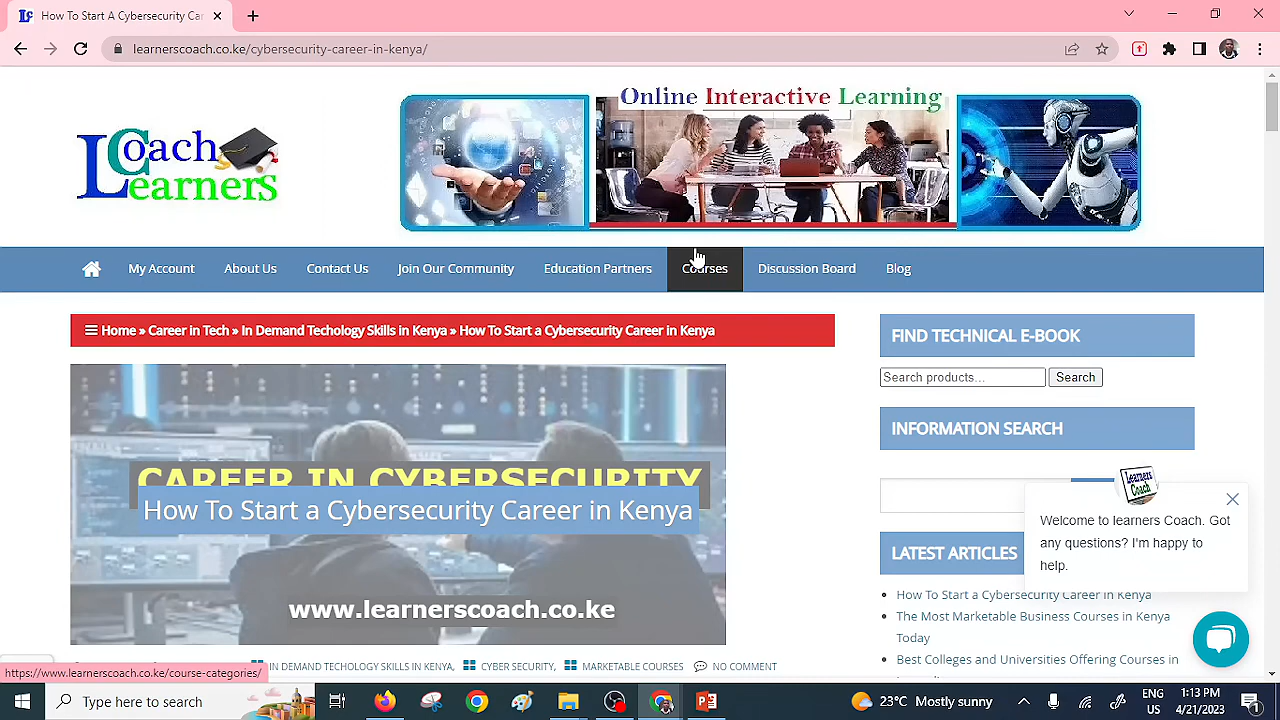 How To Start A Cybersecurity Car
learnerscoach.co.ke/cybersecurity-career-in-kenya/
Coach
Learners
Online Interactive Learning
My Account
About Us
Contact Us
Join Our Community
Education Partners
Courses
Discussion Board
Blog
Home » Career in Tech » In Demand Techology Skills in Kenya » How To Start a Cybersecurity Career in Kenya
CAREER IN CYBERSECURITY
How To Start a Cybersecurity Career in Kenya
www.learnerscoach.co.ke
IN DEMAND TECHOLOGY SKILLS IN KENYA,
CYBER SECURITY,
MARKETABLE COURSES
NO COMMENT
FIND TECHNICAL E-BOOK
Search products...
Search
INFORMATION SEARCH
Learners
Coach
Welcome to learners Coach. Got
any questions? I'm happy to
help.
LATEST ARTICLES
How To Start a Cybersecurity Career in Kenya
The Most Marketable Business Courses in Kenya
Today
Best Colleges and Universities Offering Courses in
https://www.learnerscoach.co.ke/course-categories/
Type here to search
23°C Mostly sunny
ENG
US
1:13 PM
4/21/2023